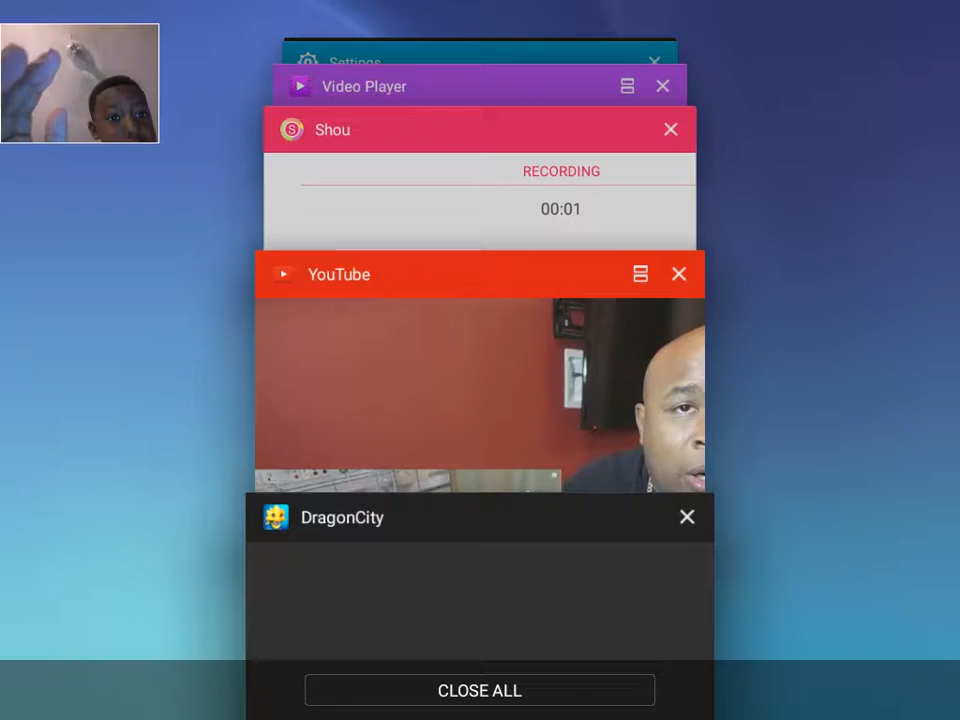 Settings
Video Player
Shou
RECORDING
00:01
YouTube
DragonCity
CLOSE ALL